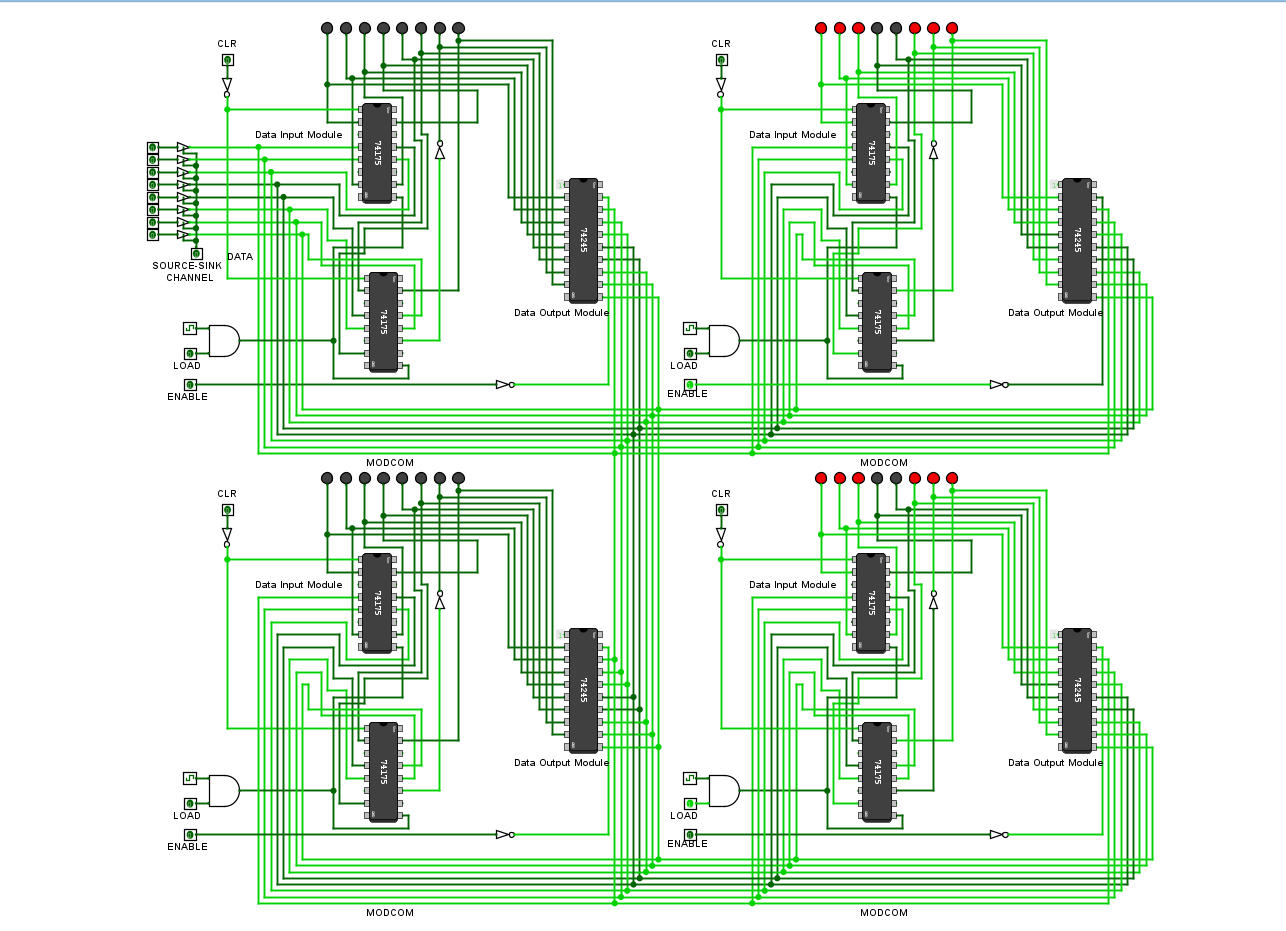 CLR
CLR
Data Input Module
Data Input Module
74175
74175
74245
74245
DATA
SOURCE-SINK
CHANNEL
74175
74175
Data Output Module
Data Output Module
LOAD
LOAD
ENABLE
ENABLE
MODCOM
MODCOM
CLR
CLR
Data Input Module
Data Input Module
74175
74175
74245
74245
74175
74175
Data Output Module
Data Output Module
LOAD
LOAD
ENABLE
ENABLE
MODCOM
MODCOM